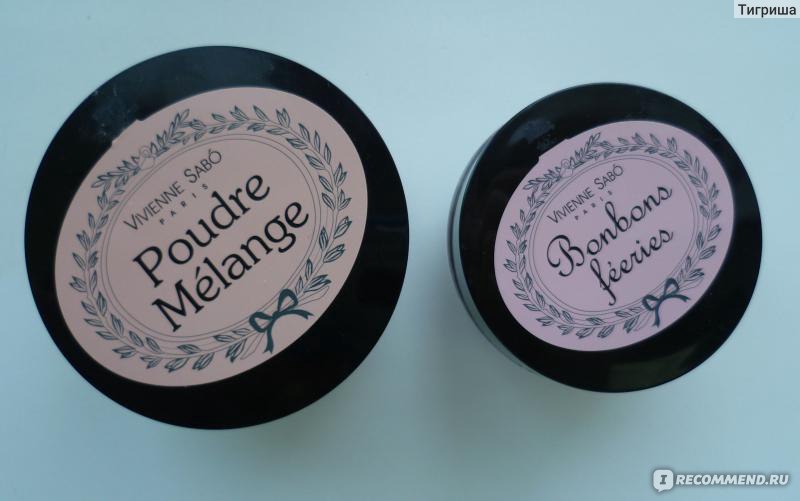 Тигриша
VIVIENNE SABÓ
PARIS
Poudre
Mélange
VIVIENNE SABÓ
PARIS
Bonbons
féeries
I RECOMMEND.RU